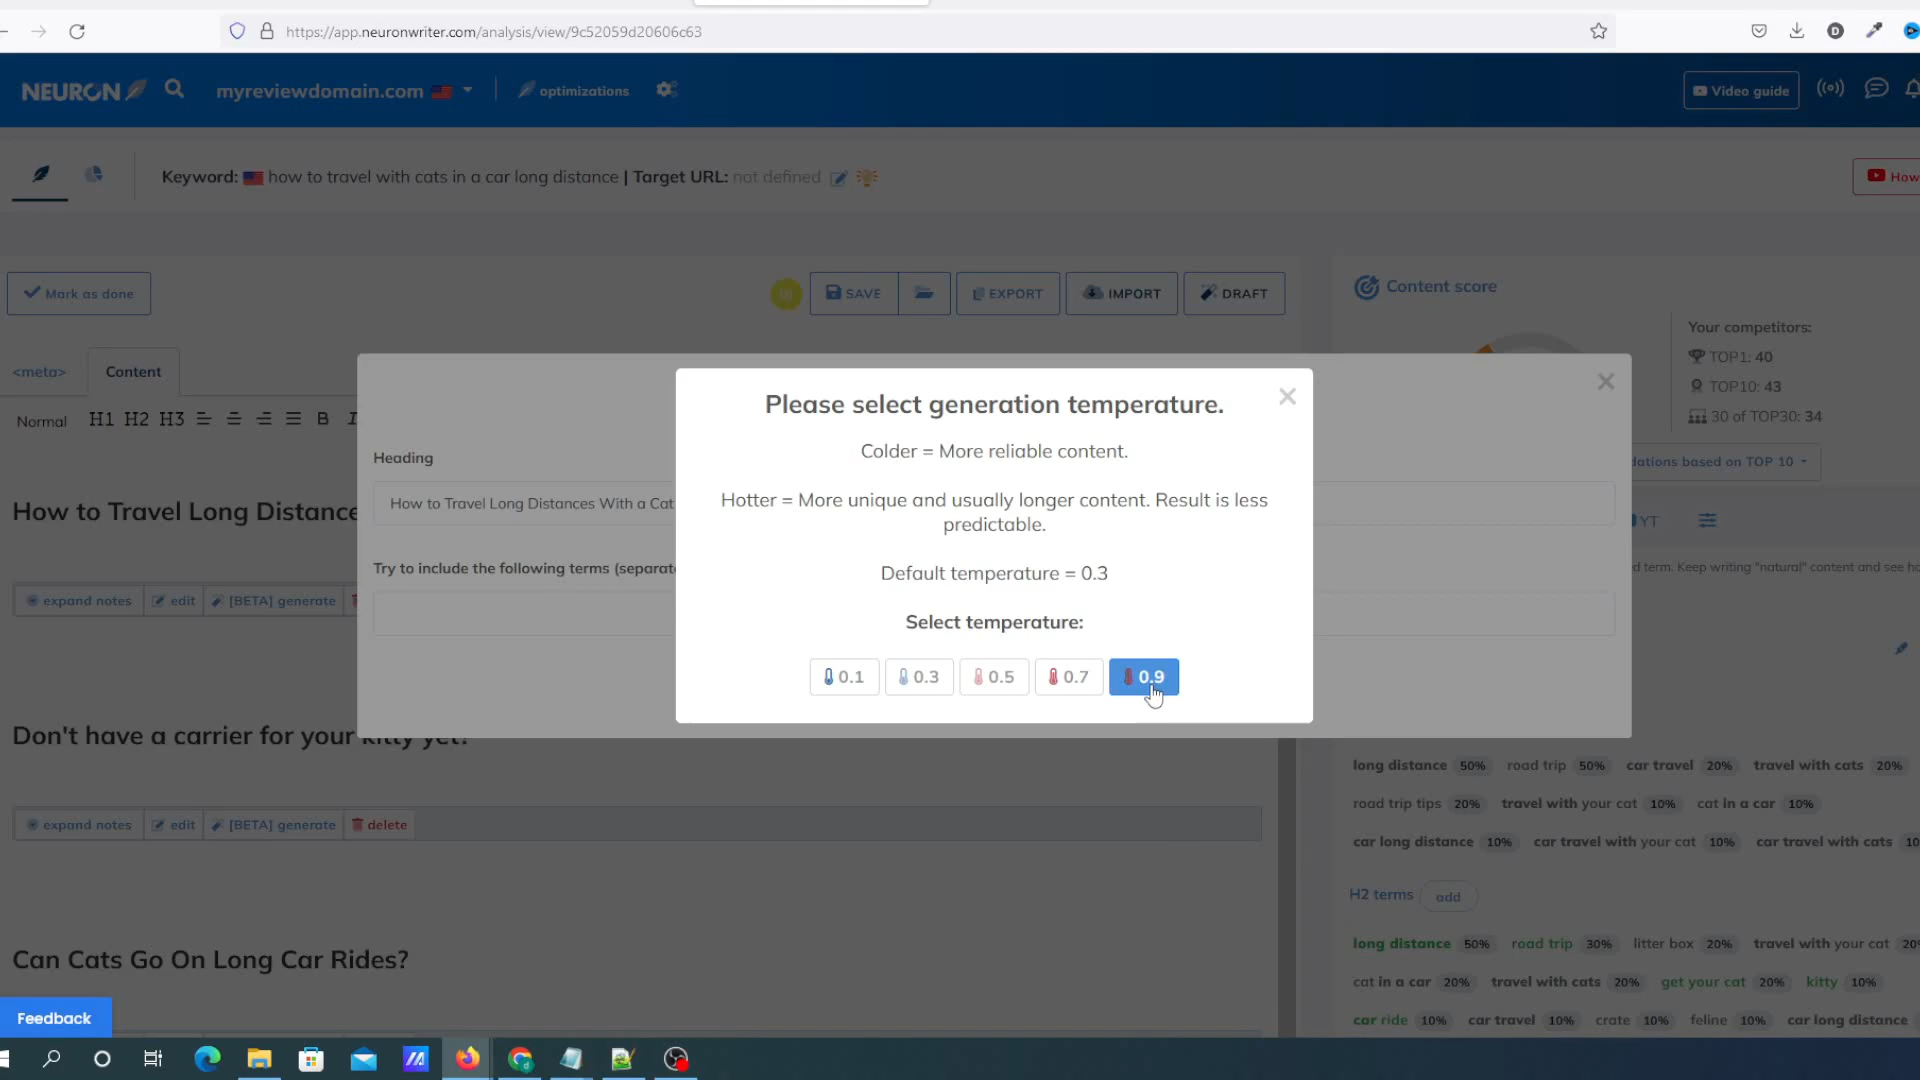 https://app.neuronwriter.com/analysis/view/9c52059d20606c63
NEURON
myreviewdomain.com
optimizations
Video guide
Keyword: how to travel with cats in a car long distance | Target URL: not defined
How
Mark as done
SAVE
EXPORT
IMPORT
DRAFT
Content score
Your competitors:
TOP1: 40
TOP10: 43
30 of TOP30: 34
<meta>
Content
Normal H1 H2 H3 B I
Heading
How to Travel Long Distances With a Cat
Try to include the following terms (separate
Please select generation temperature.
Colder = More reliable content.
Hotter = More unique and usually longer content. Result is less
predictable.
Default temperature = 0.3
Select temperature:
0.1 0.3 0.5 0.7 0.9
dations based on TOP 10
YT
d term. Keep writing "natural" content and see ho
How to Travel Long Distance
expand notes edit [BETA] generate
Don't have a carrier for your kitty yet?
expand notes edit [BETA] generate delete
Can Cats Go On Long Car Rides?
long distance 50% road trip 50% car travel 20% travel with cats 20%
road trip tips 20% travel with your cat 10% cat in a car 10%
car long distance 10% car travel with your cat 10% car travel with cats 10
H2 terms add
long distance 50% road trip 30% litter box 20% travel with your cat 20%
cat in a car 20% travel with cats 20% get your cat 20% kitty 10%
car ride 10% car travel 10% crate 10% feline 10% car long distance
Feedback